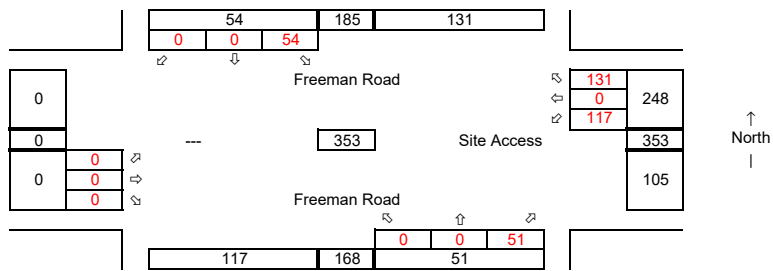 54 185 131
0 0 54
⬃ ⇩ ⬂
Freeman Road
0
⬁ 131
⇦ 0 248
⬃ 117
↑
North
|
0 --- 353 Site Access 353
0 0 ⬀
0 ⇨
0 ⬂
105
Freeman Road
⬁ ⇧ ⬀
0 0 51
117 168 51